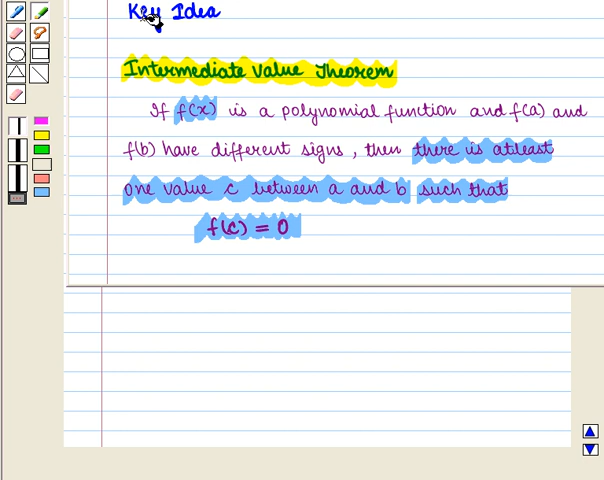 Key Idea
Intermediate Value Theorem
If f(x) is a polynomial function and f(a) and
f(b) have different signs, then there is atleast
one value c between a and b such that
f(c) = 0